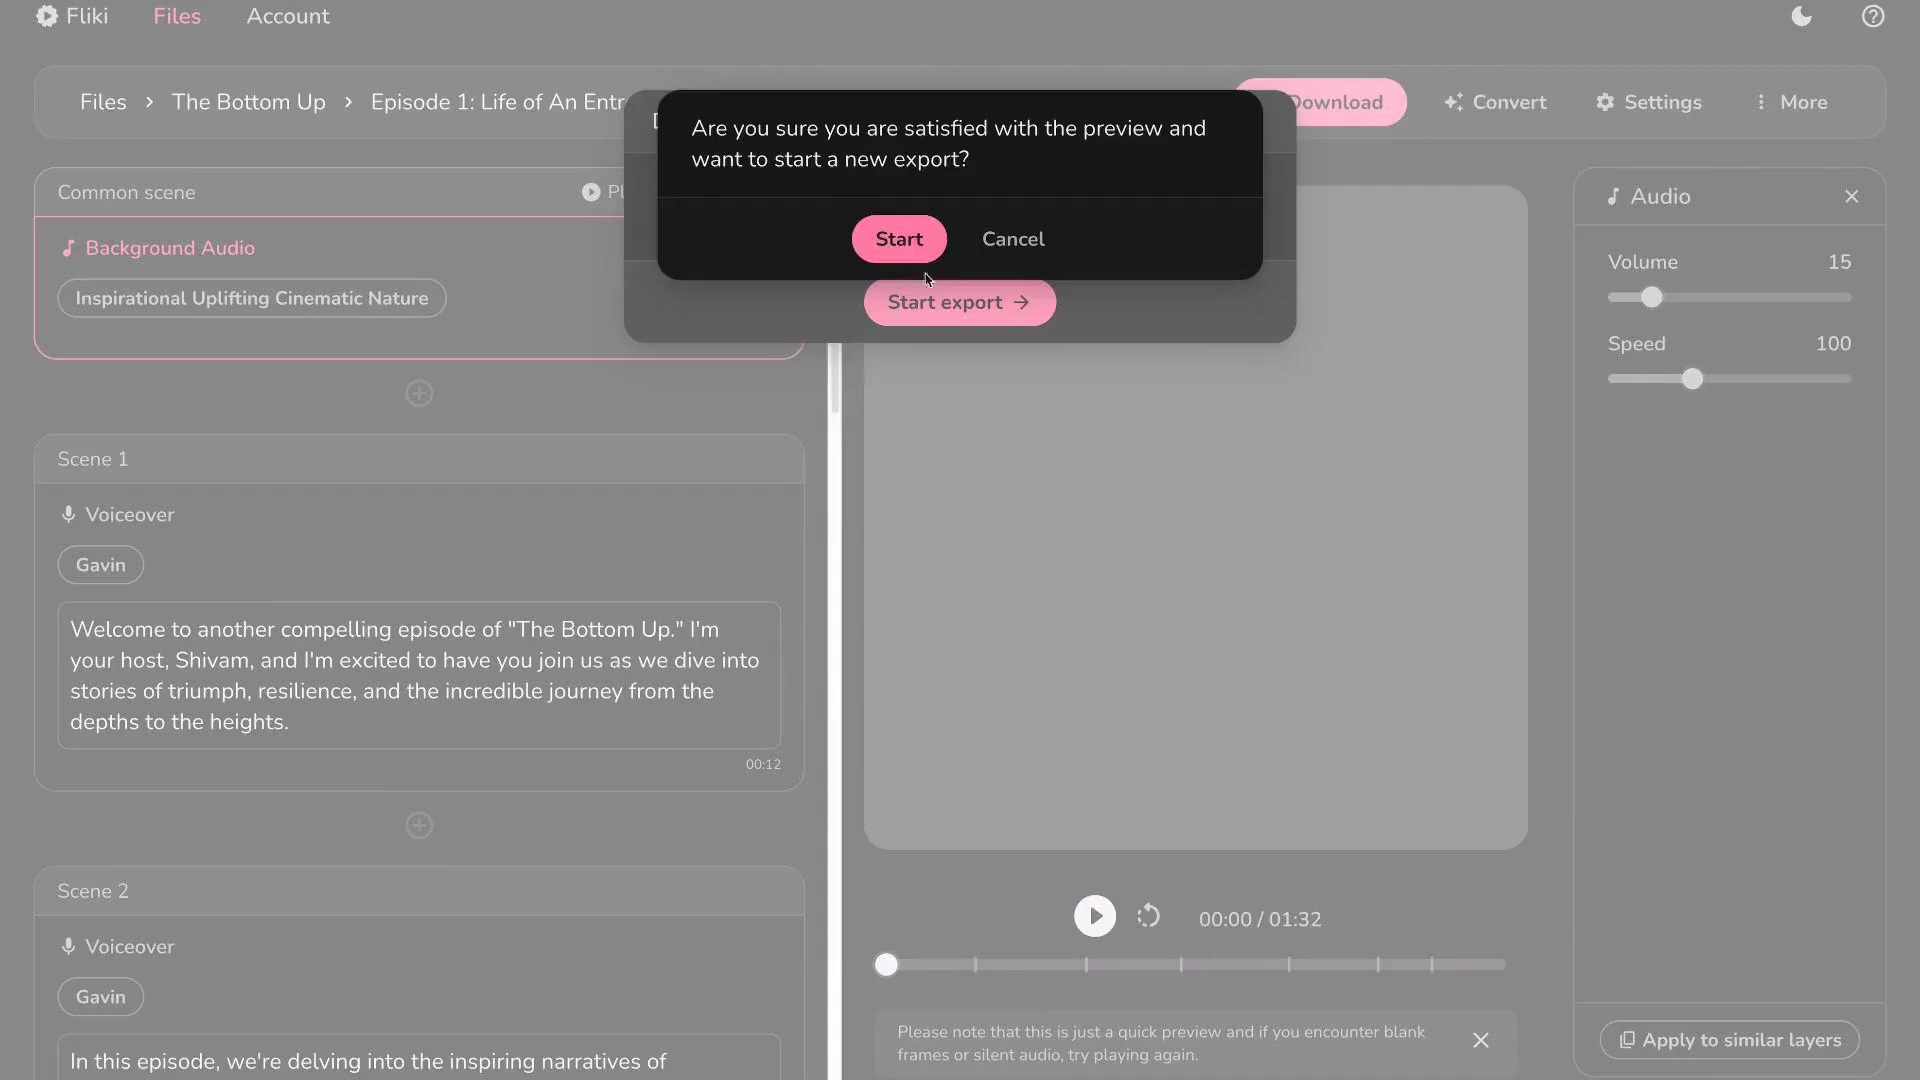 Fliki
Files
Account
Files > The Bottom Up > Episode 1: Life of An Entr
Download
Convert
Settings
More
Are you sure you are satisfied with the preview and
want to start a new export?
Start
Cancel
Start export →
Common scene
Background Audio
Inspirational Uplifting Cinematic Nature
Scene 1
Voiceover
Gavin
Welcome to another compelling episode of "The Bottom Up." I'm
your host, Shivam, and I'm excited to have you join us as we dive into
stories of triumph, resilience, and the incredible journey from the
depths to the heights.
00:12
Scene 2
Voiceover
Gavin
In this episode, we're delving into the inspiring narratives of
00:00 / 01:32
Please note that this is just a quick preview and if you encounter blank
frames or silent audio, try playing again.
Audio
Volume 15
Speed 100
Apply to similar layers